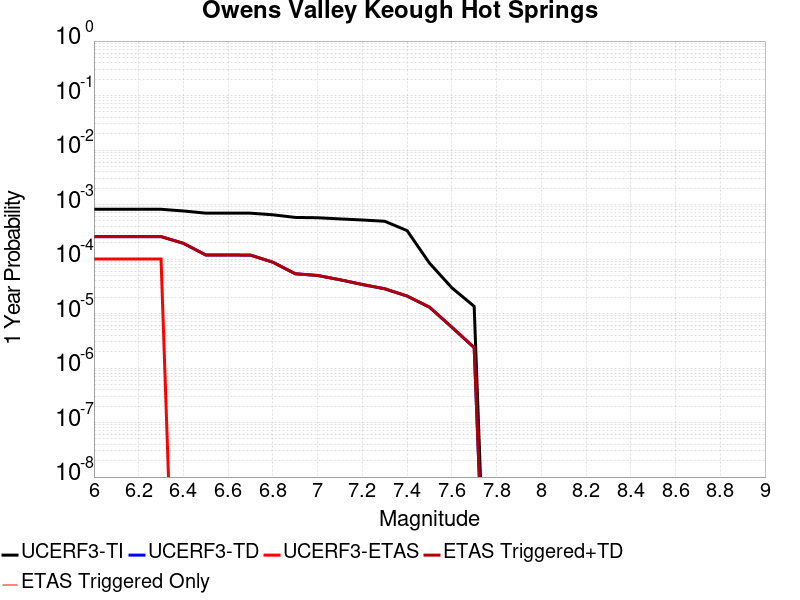 Owens Valley Keough Hot Springs
10^0
10^-1
10^-2
10^-3
10^-4
10^-5
10^-6
10^-7
10^-8
1 Year Probability
6 6.2 6.4 6.6 6.8 7 7.2 7.4 7.6 7.8 8 8.2 8.4 8.6 8.8 9
Magnitude
UCERF3-TI UCERF3-TD UCERF3-ETAS ETAS Triggered+TD
ETAS Triggered Only